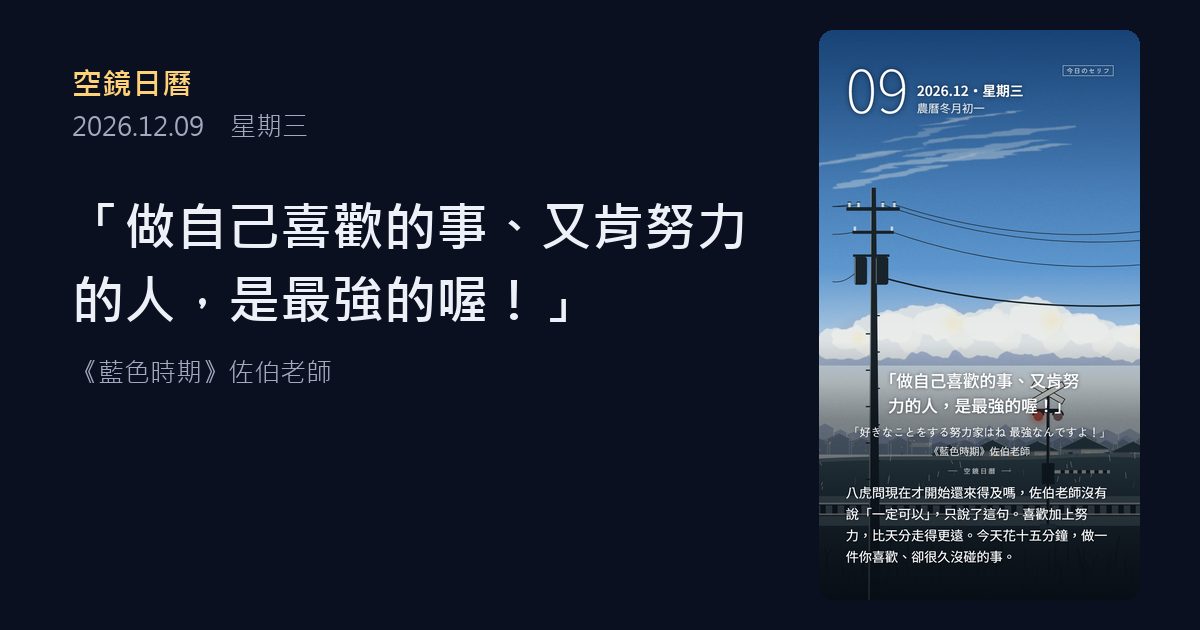 空鏡日曆
2026.12.09 星期三
「做自己喜歡的事、又肯努力
的人，是最強的喔！」
《藍色時期》佐伯老師
今日のセリフ
09
2026.12・星期三
農曆冬月初一
「做自己喜歡的事、又肯努
力的人，是最強的喔！」
「好きなことをする努力家はね 最強なんですよ！」
《藍色時期》佐伯老師
— 空鏡日曆 —
八虎問現在才開始還來得及嗎，佐伯老師沒有
說「一定可以」，只說了這句。喜歡加上努
力，比天分走得更遠。今天花十五分鐘，做一
件你喜歡、卻很久沒碰的事。